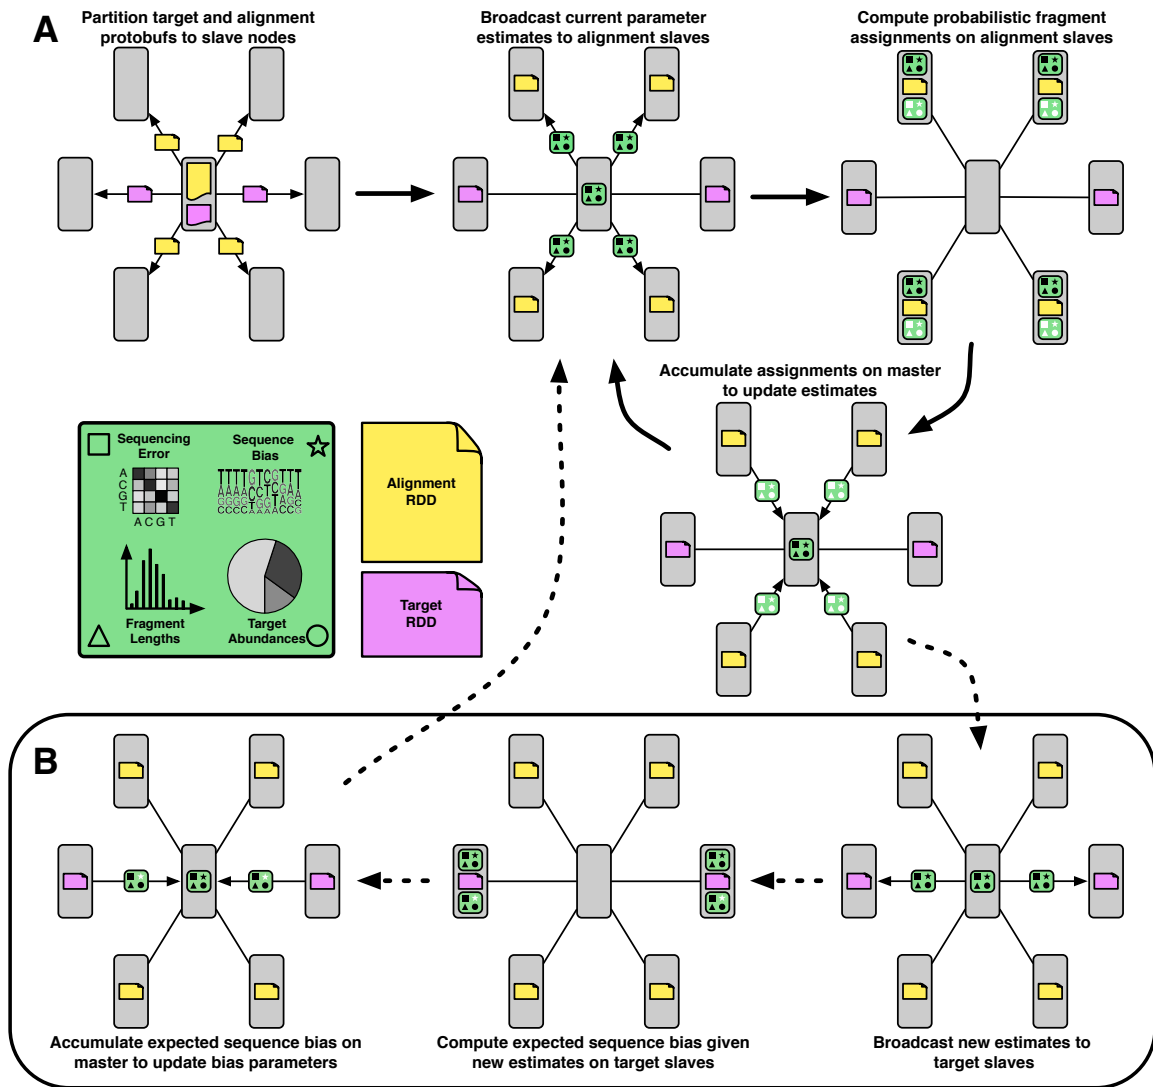 A
Partition target and alignment
protobufs to slave nodes
Broadcast current parameter
estimates to alignment slaves
Compute probabilistic fragment
assignments on alignment slaves
Accumulate assignments on master
to update estimates
Sequencing
Error
A
C
G
T
A C G T
Sequence
Bias
Fragment
Lengths
Target
Abundances
Alignment
RDD
Target
RDD
B
Accumulate expected sequence bias on
master to update bias parameters
Compute expected sequence bias given
new estimates on target slaves
Broadcast new estimates to
target slaves